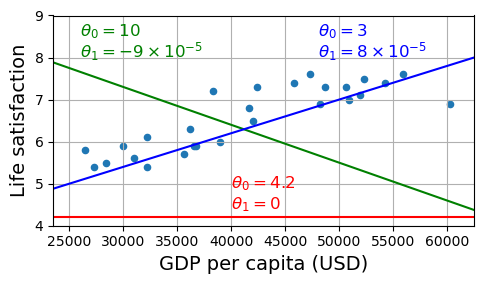 9
8
7
6
5
4
Life satisfaction
θ₀ = 10
θ₁ = −9 × 10⁻⁵
θ₀ = 3
θ₁ = 8 × 10⁻⁵
θ₀ = 4.2
θ₁ = 0
25000 30000 35000 40000 45000 50000 55000 60000
GDP per capita (USD)